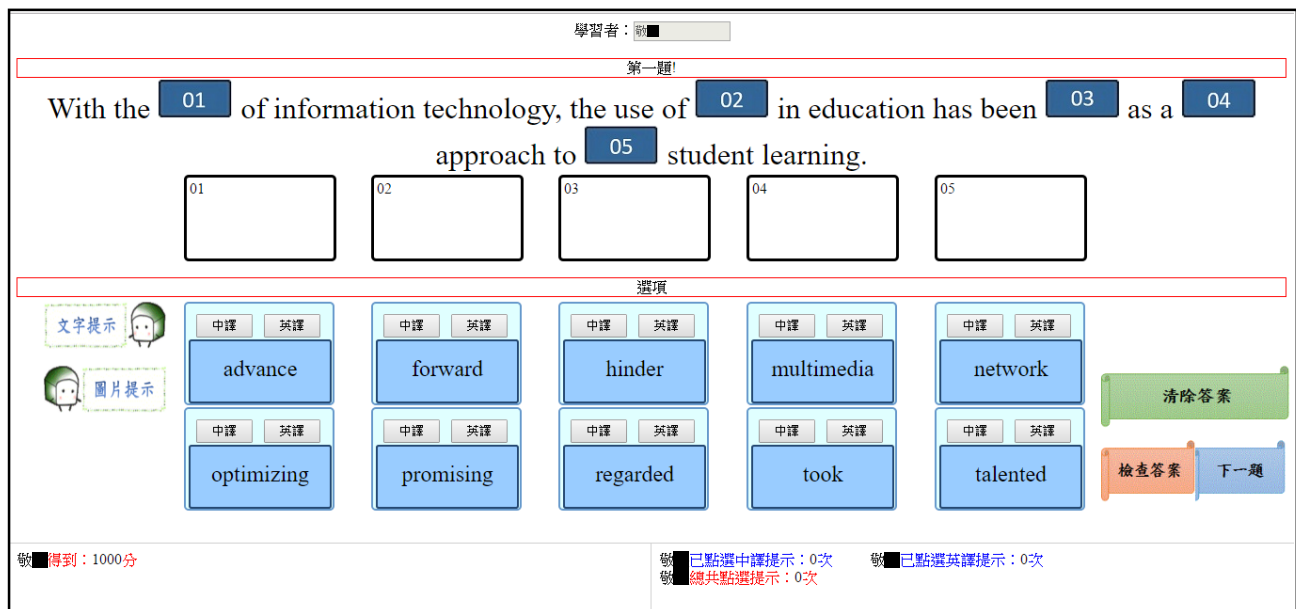 學習者：敬
第一題!
With the 01 of information technology, the use of 02 in education has been 03 as a 04
approach to 05 student learning.
01 02 03 04 05
選項
文字提示
圖片提示
中譯 英譯 中譯 英譯 中譯 英譯 中譯 英譯 中譯 英譯
advance forward hinder multimedia network
清除答案
中譯 英譯 中譯 英譯 中譯 英譯 中譯 英譯 中譯 英譯
optimizing promising regarded took talented
檢查答案 下一題
敬 得到：1000分
敬 已點選中譯提示：0次 敬 已點選英譯提示：0次
敬 總共點選提示：0次